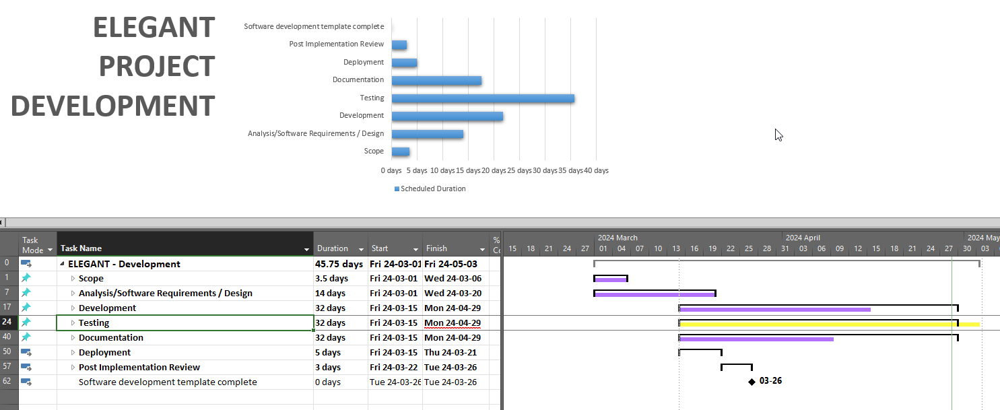 ELEGANT
PROJECT
DEVELOPMENT
Software development template complete
Post Implementation Review
Deployment
Documentation
Testing
Development
Analysis/Software Requirements / Design
Scope
0 days 5 days 10 days 15 days 20 days 25 days 30 days 35 days 40 days
Scheduled Duration
Task Mode Task Name Duration Start Finish % Cc
2024 March 2024 April 2024 May
15 18 21 24 27 01 04 07 10 13 16 19 22 25 28 31 03 06 09 12 15 18 21 24 27 30 03
0 ELEGANT - Development 45.75 days Fri 24-03-01 Fri 24-05-03
1 Scope 3.5 days Fri 24-03-01 Wed 24-03-06
7 Analysis/Software Requirements / Design 14 days Fri 24-03-01 Wed 24-03-20
17 Development 32 days Fri 24-03-15 Mon 24-04-29
24 Testing 32 days Fri 24-03-15 Mon 24-04-29
40 Documentation 32 days Fri 24-03-15 Mon 24-04-29
50 Deployment 5 days Fri 24-03-15 Thu 24-03-21
57 Post Implementation Review 3 days Fri 24-03-22 Tue 24-03-26
62 Software development template complete 0 days Tue 24-03-26 Tue 24-03-26
03-26